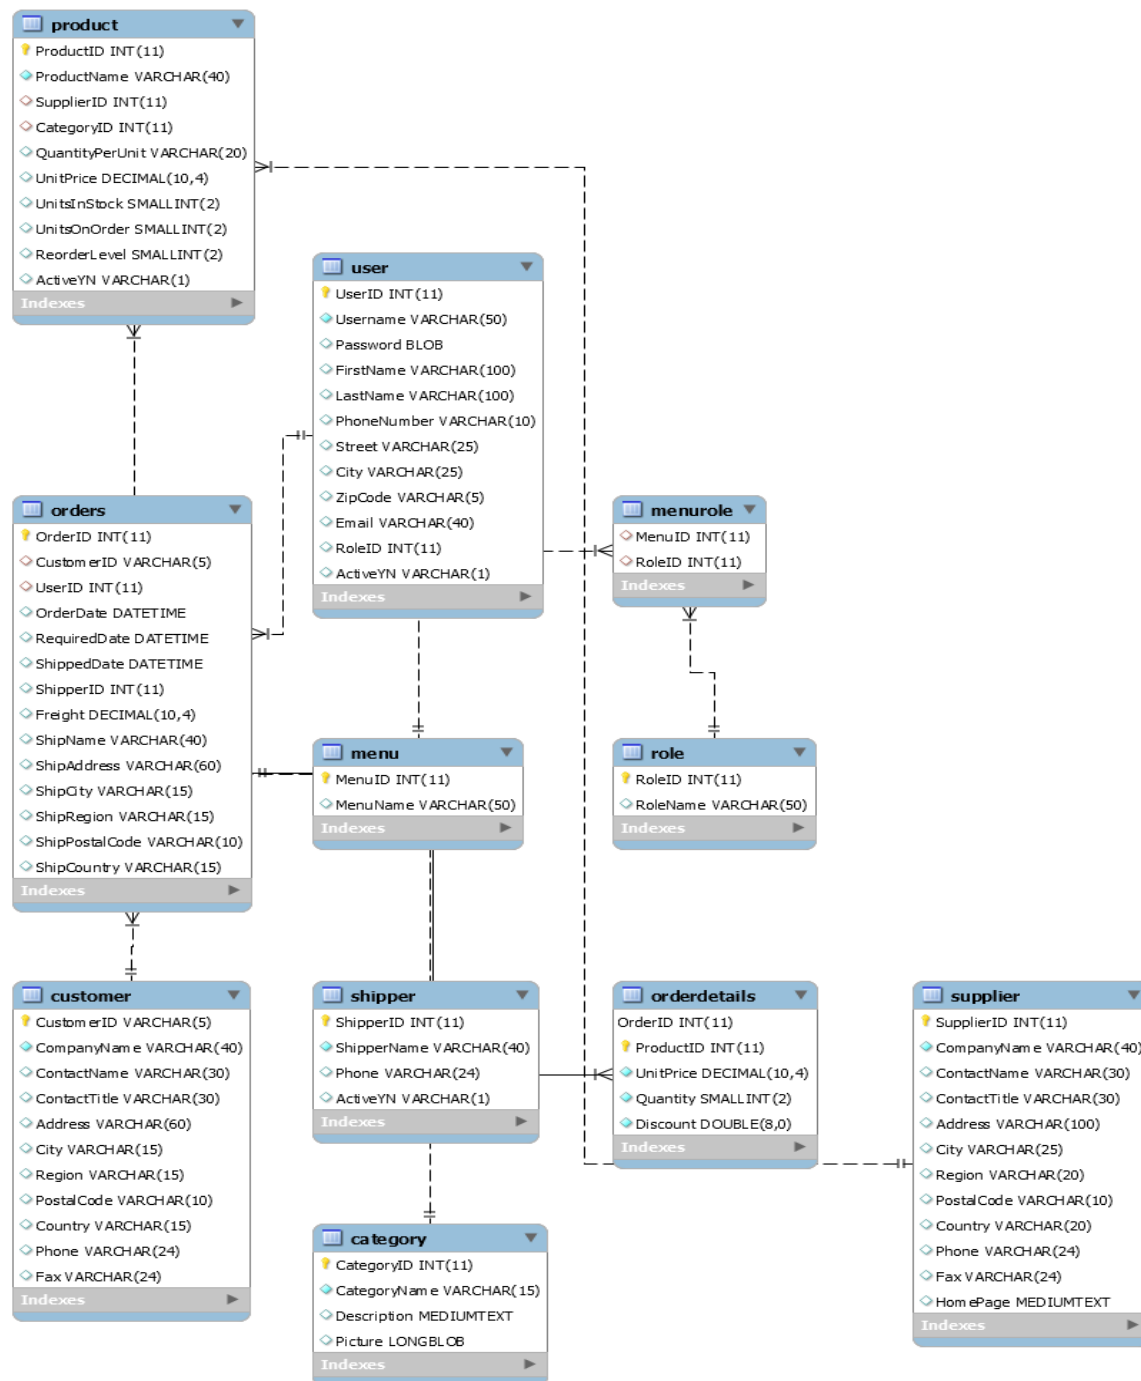 product
ProductID INT(11)
ProductName VARCHAR(40)
SupplierID INT(11)
CategoryID INT(11)
QuantityPerUnit VARCHAR(20)
UnitPrice DECIMAL(10,4)
UnitsInStock SMALLINT(2)
UnitsOnOrder SMALLINT(2)
ReorderLevel SMALLINT(2)
ActiveYN VARCHAR(1)
Indexes
user
UserID INT(11)
Username VARCHAR(50)
Password BLOB
FirstName VARCHAR(100)
LastName VARCHAR(100)
PhoneNumber VARCHAR(10)
Street VARCHAR(25)
City VARCHAR(25)
ZipCode VARCHAR(5)
Email VARCHAR(40)
RoleID INT(11)
ActiveYN VARCHAR(1)
Indexes
orders
OrderID INT(11)
CustomerID VARCHAR(5)
UserID INT(11)
OrderDate DATETIME
RequiredDate DATETIME
ShippedDate DATETIME
ShipperID INT(11)
Freight DECIMAL(10,4)
ShipName VARCHAR(40)
ShipAddress VARCHAR(60)
ShipCity VARCHAR(15)
ShipRegion VARCHAR(15)
ShipPostalCode VARCHAR(10)
ShipCountry VARCHAR(15)
Indexes
menurole
MenuID INT(11)
RoleID INT(11)
Indexes
menu
MenuID INT(11)
MenuName VARCHAR(50)
Indexes
role
RoleID INT(11)
RoleName VARCHAR(50)
Indexes
customer
CustomerID VARCHAR(5)
CompanyName VARCHAR(40)
ContactName VARCHAR(30)
ContactTitle VARCHAR(30)
Address VARCHAR(60)
City VARCHAR(15)
Region VARCHAR(15)
PostalCode VARCHAR(10)
Country VARCHAR(15)
Phone VARCHAR(24)
Fax VARCHAR(24)
Indexes
shipper
ShipperID INT(11)
ShipperName VARCHAR(40)
Phone VARCHAR(24)
ActiveYN VARCHAR(1)
Indexes
orderdetails
OrderID INT(11)
ProductID INT(11)
UnitPrice DECIMAL(10,4)
Quantity SMALLINT(2)
Discount DOUBLE(8,0)
Indexes
supplier
SupplierID INT(11)
CompanyName VARCHAR(40)
ContactName VARCHAR(30)
ContactTitle VARCHAR(30)
Address VARCHAR(100)
City VARCHAR(25)
Region VARCHAR(20)
PostalCode VARCHAR(10)
Country VARCHAR(20)
Phone VARCHAR(24)
Fax VARCHAR(24)
HomePage MEDIUMTEXT
Indexes
category
CategoryID INT(11)
CategoryName VARCHAR(15)
Description MEDIUMTEXT
Picture LONGBLOB
Indexes